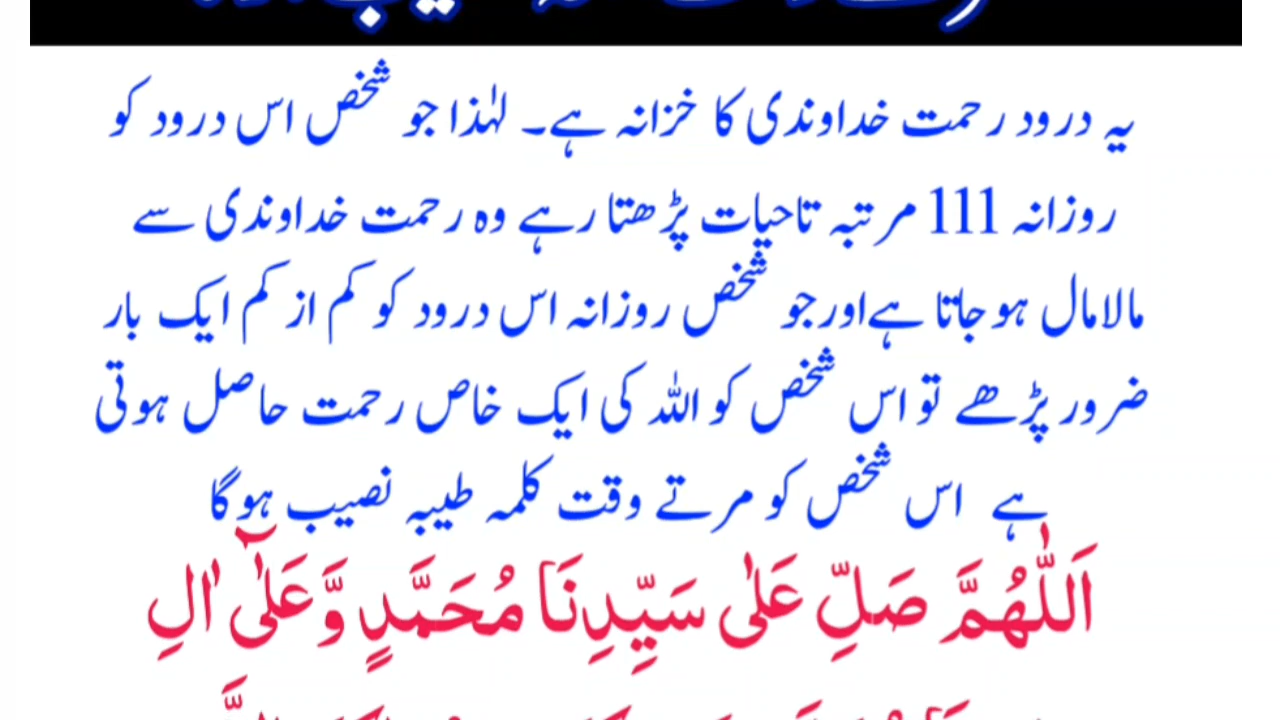 یہ درود رحمت خداوندی کا خزانہ ہے۔ لہٰذا جو شخص اس درود کو
روزانہ 111 مرتبہ تاحیات پڑھتا رہے وہ رحمت خداوندی سے
مالا مال ہو جاتا ہے اور جو شخص روزانہ اس درود کو کم از کم ایک بار
ضرور پڑھے تو اس شخص کو اللہ کی ایک خاص رحمت حاصل ہوتی
ہے اس شخص کو مرتے وقت کلمہ طیبہ نصیب ہوگا
اَللّٰهُمَّ صَلِّ عَلٰى سَيِّدِنَا مُحَمَّدٍ وَّعَلٰٓى اٰلِ